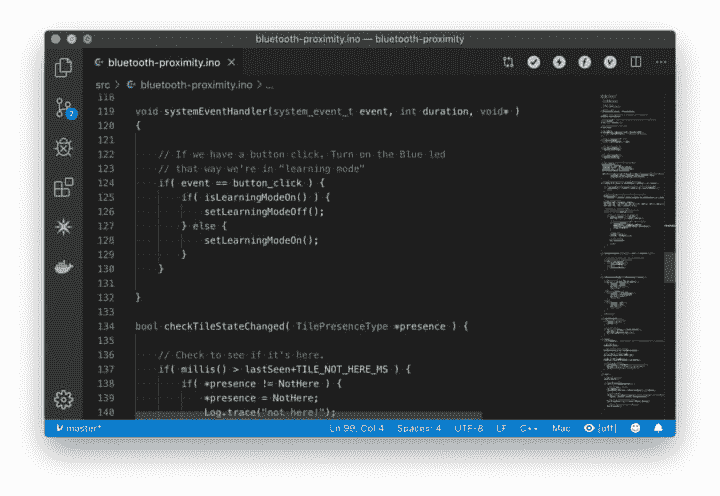 bluetooth-proximity.ino — bluetooth-proximity
bluetooth-proximity.ino ×
src > bluetooth-proximity.ino > ...
118
119 void systemEventHandler(system_event_t event, int duration, void* )
120 {
121
122 // If we have a button click. Turn on the Blue led
123 // that way we're in "learning mode"
124 if( event == button_click ) {
125 if( isLearningModeOn() ) {
126 setLearningModeOff();
127 } else {
128 setLearningModeOn();
129 }
130 }
131
132 }
133
134 bool checkTileStateChanged( TilePresenceType *presence ) {
135
136 // Check to see if it's here.
137 if( millis() > lastSeen+TILE_NOT_HERE_MS ) {
138 if( *presence != NotHere ) {
139 *presence = NotHere;
140 Log.trace("not here!");
2
master* Ln 99, Col 4 Spaces: 4 UTF-8 LF C++ Mac [off]